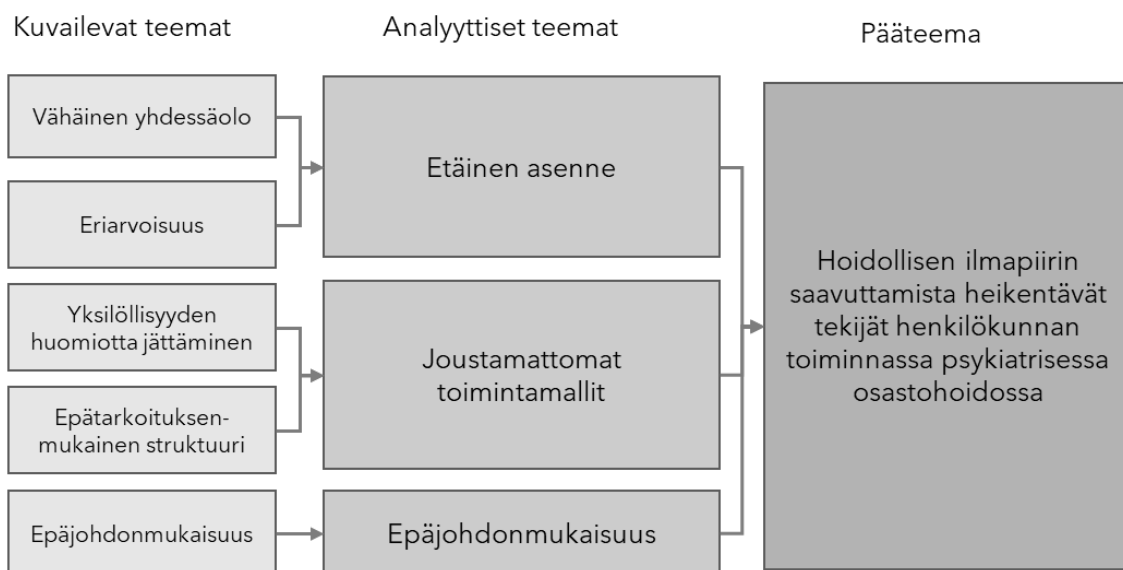 Kuvailevat teemat
Analyyttiset teemat
Pääteema
Vähäinen yhdessäolo
Eriarvoisuus
Yksilöllisyyden
huomiotta jättäminen
Epätarkoituksen-
mukainen struktuuri
Epäjohdonmukaisuus
Etäinen asenne
Joustamattomat
toimintamallit
Epäjohdonmukaisuus
Hoidollisen ilmapiirin
saavuttamista heikentävät
tekijät henkilökunnan
toiminnassa psykiatrisessa
osastohoidossa